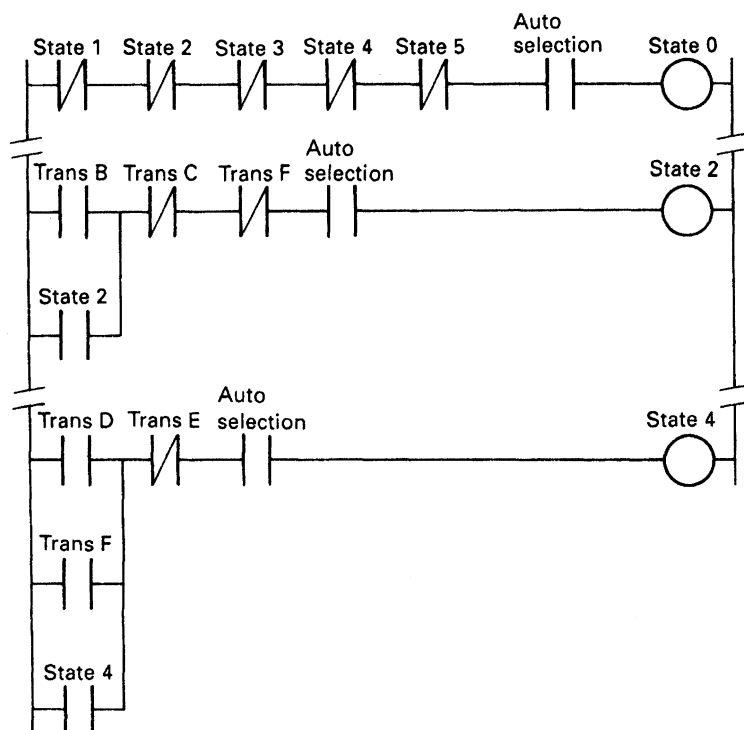 Auto
State 1 State 2 State 3 State 4 State 5 selection State 0
Auto
Trans B Trans C Trans F selection State 2
State 2
Auto
Trans D Trans E selection State 4
Trans F
State 4